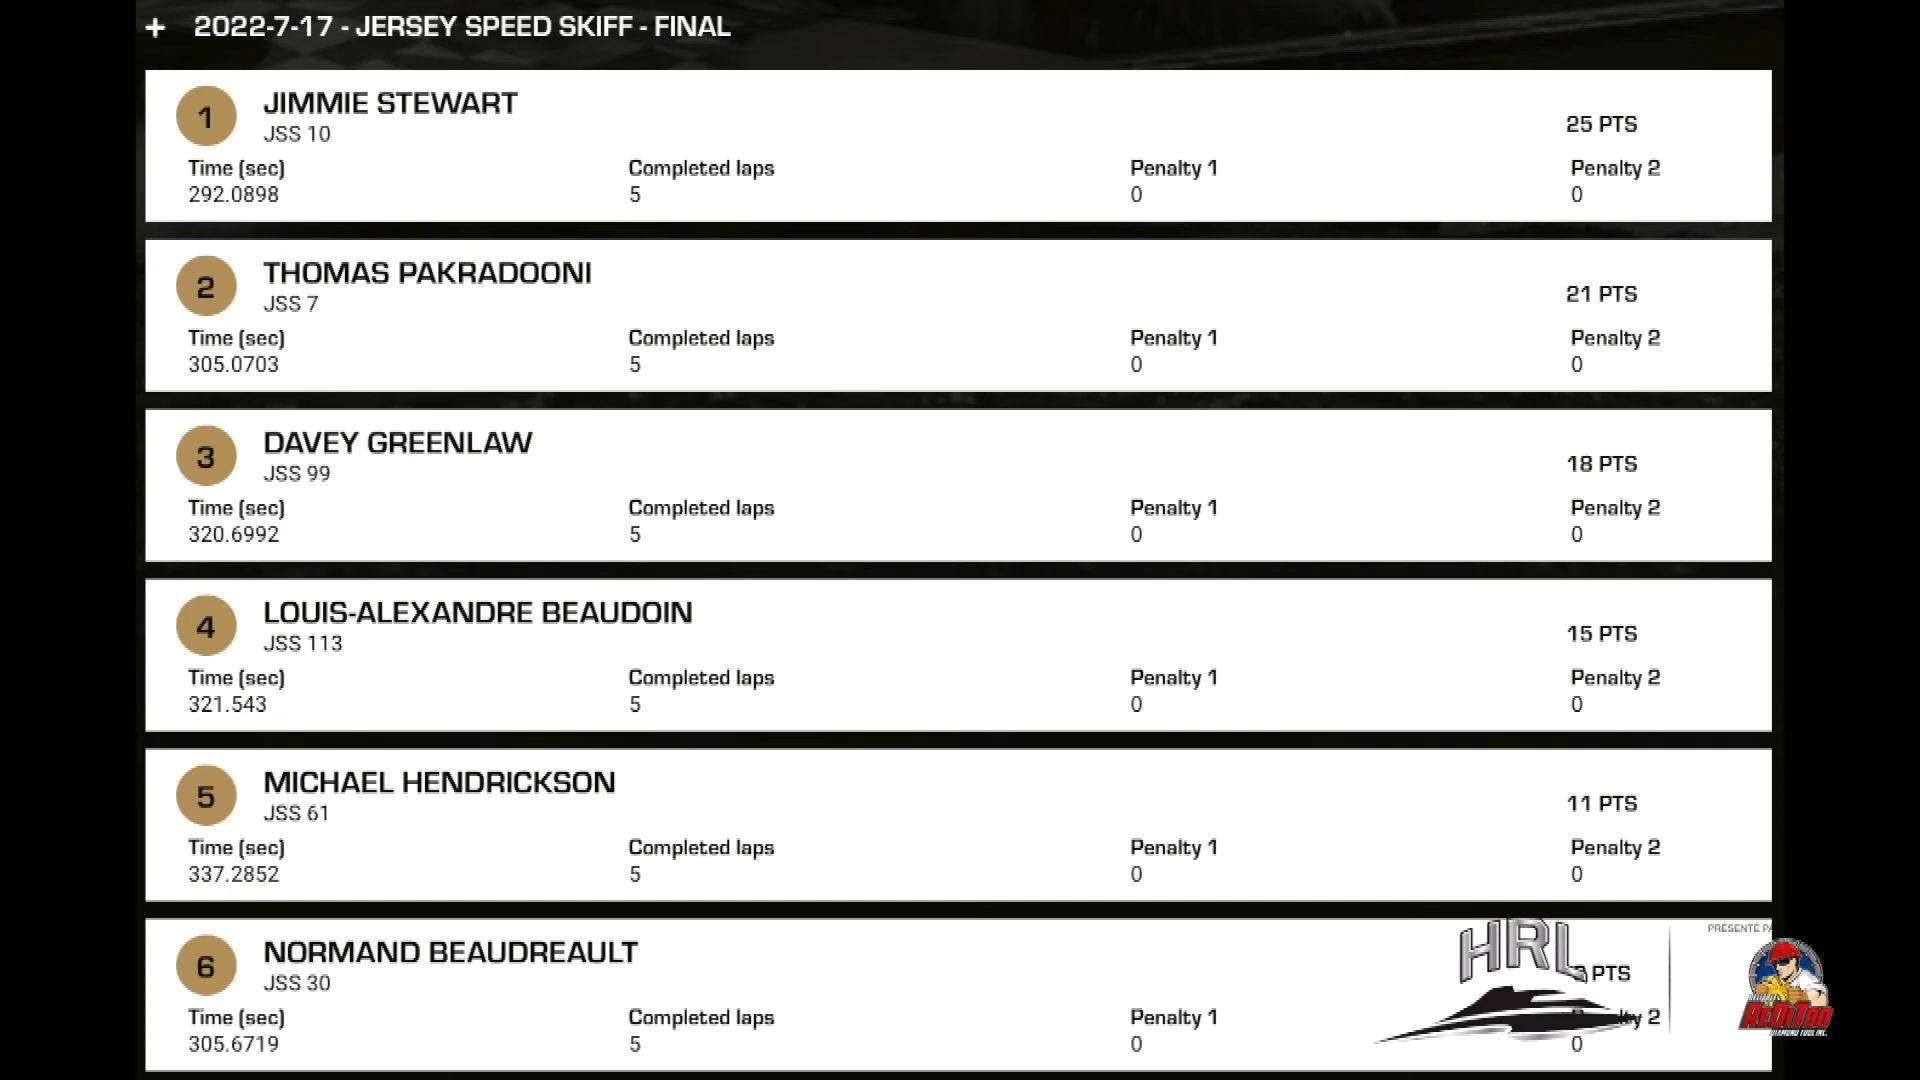 + 2022-7-17 - JERSEY SPEED SKIFF - FINAL
1 JIMMIE STEWART
JSS 10
25 PTS
Time (sec) Completed laps Penalty 1 Penalty 2
292.0898 5 0 0
2 THOMAS PAKRADOONI
JSS 7
21 PTS
Time (sec) Completed laps Penalty 1 Penalty 2
305.0703 5 0 0
3 DAVEY GREENLAW
JSS 99
18 PTS
Time (sec) Completed laps Penalty 1 Penalty 2
320.6992 5 0 0
4 LOUIS-ALEXANDRE BEAUDOIN
JSS 113
15 PTS
Time (sec) Completed laps Penalty 1 Penalty 2
321.543 5 0 0
5 MICHAEL HENDRICKSON
JSS 61
11 PTS
Time (sec) Completed laps Penalty 1 Penalty 2
337.2852 5 0 0
PRÉSENTÉ
6 NORMAND BEAUDREAULT
JSS 30
HRL
PTS
Time (sec) Completed laps Penalty 1 2
305.6719 5 0 0
REDITOO
DIAMOND TOOL INC.